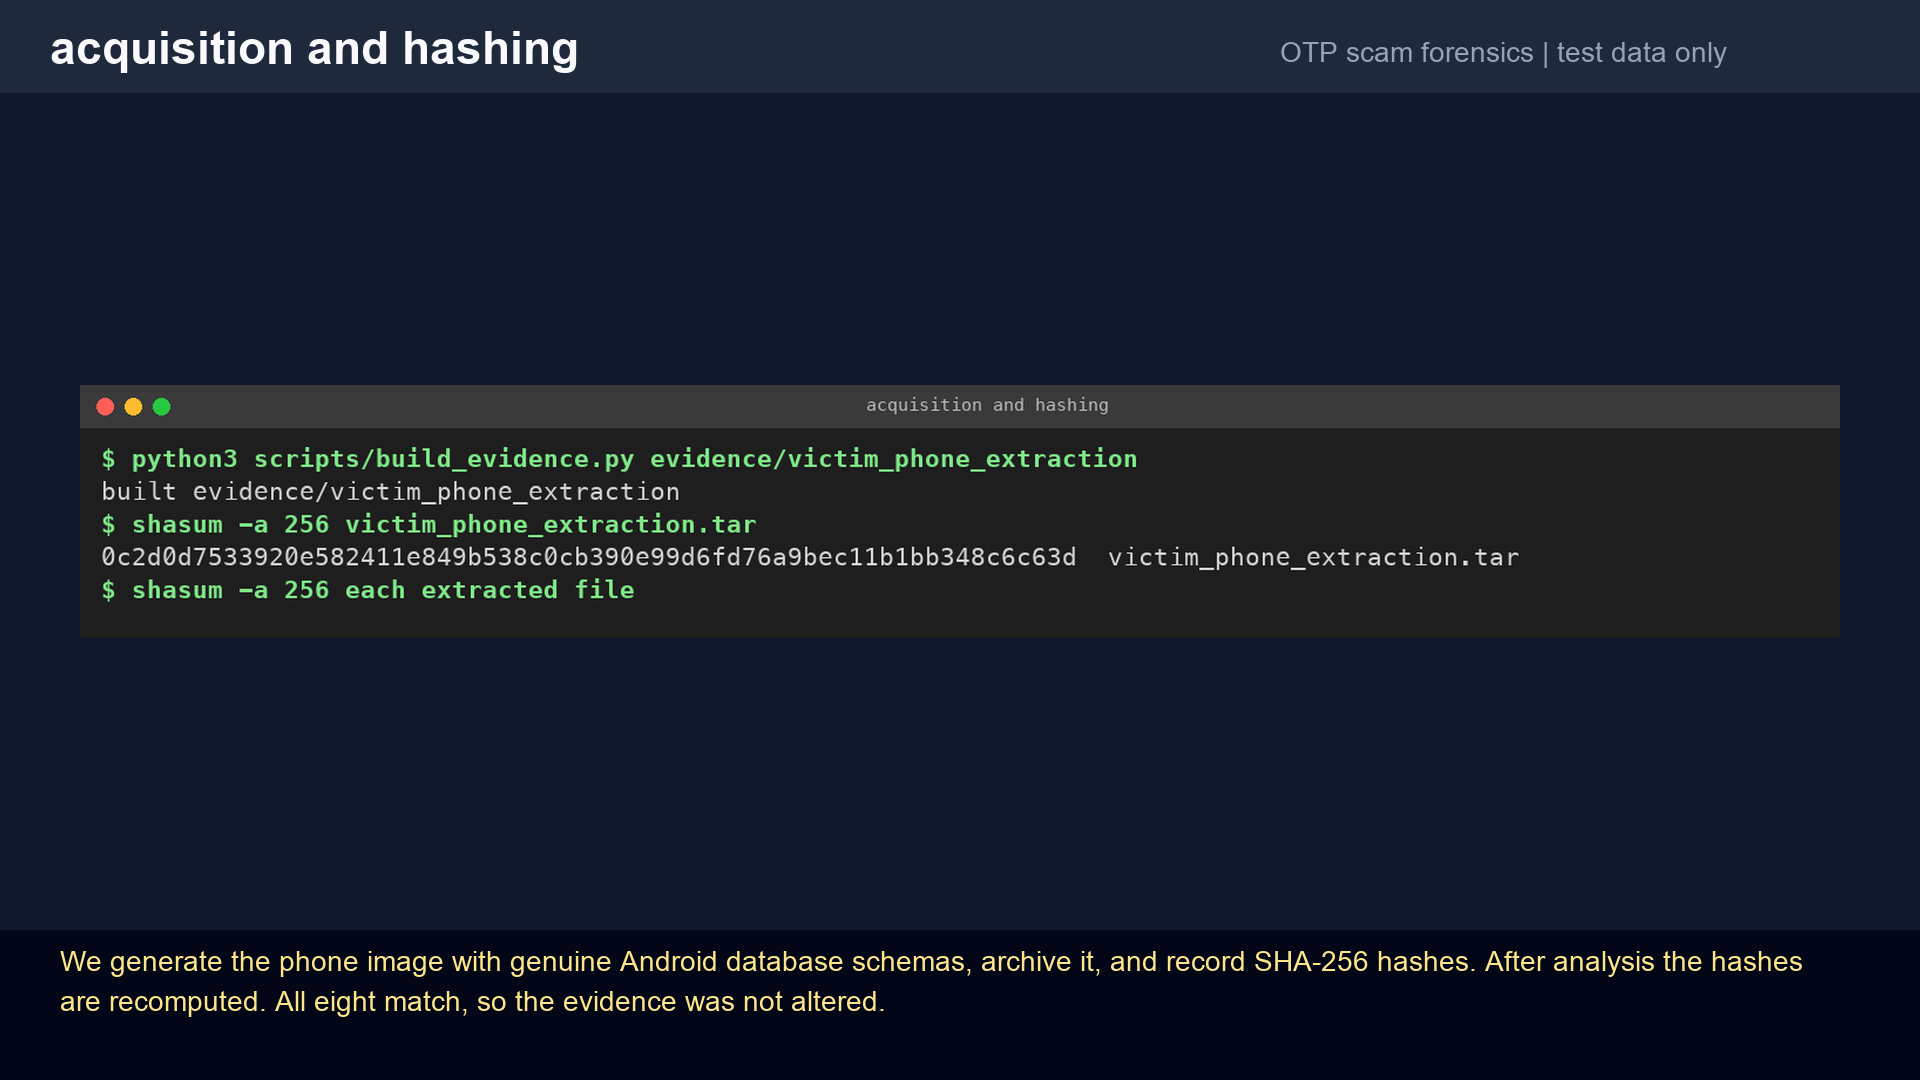 acquisition and hashing
OTP scam forensics | test data only
acquisition and hashing
$ python3 scripts/build_evidence.py evidence/victim_phone_extraction
built evidence/victim_phone_extraction
$ shasum −a 256 victim_phone_extraction.tar
0c2d0d7533920e582411e849b538c0cb390e99d6fd76a9bec11b1bb348c6c63d  victim_phone_extraction.tar
$ shasum −a 256 each extracted file
We generate the phone image with genuine Android database schemas, archive it, and record SHA-256 hashes. After analysis the hashes
are recomputed. All eight match, so the evidence was not altered.